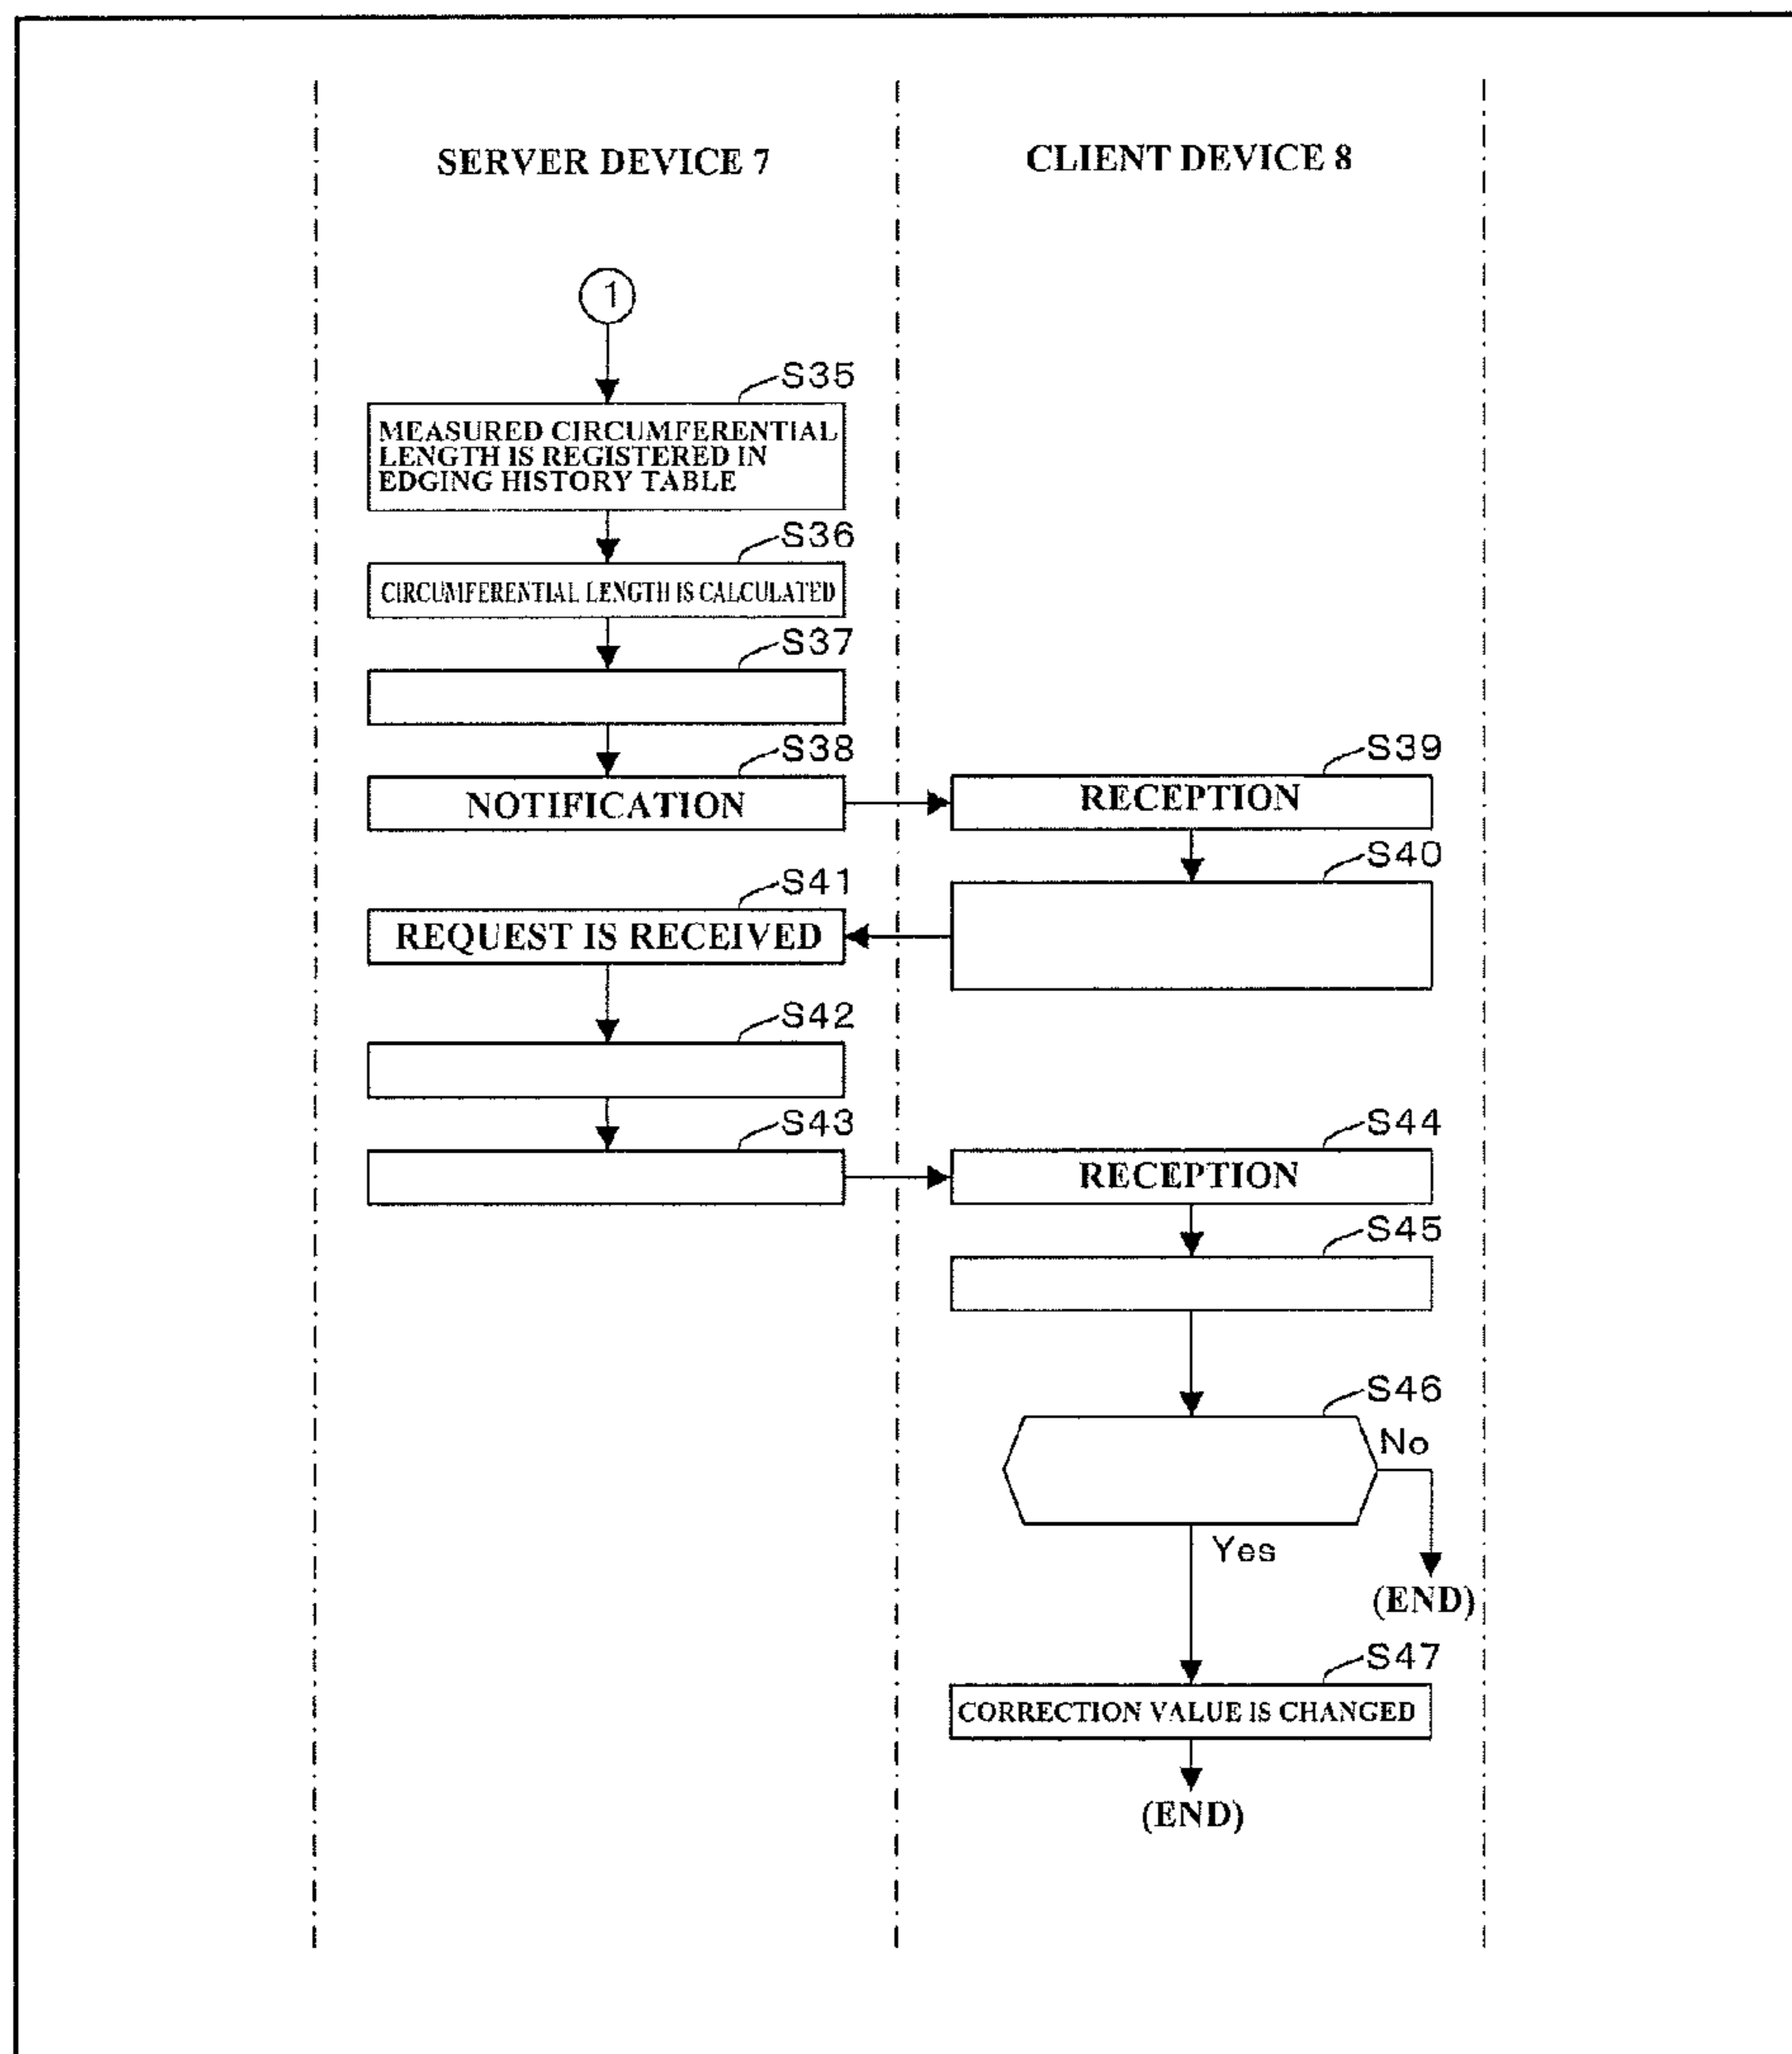 SERVER DEVICE 7
CLIENT DEVICE 8
1
S35
MEASURED CIRCUMFERENTIAL
LENGTH IS REGISTERED IN
EDGING HISTORY TABLE
S36
CIRCUMFERENTIAL LENGTH IS CALCULATED
S37
S38
NOTIFICATION
S39
RECEPTION
S40
S41
REQUEST IS RECEIVED
S42
S43
S44
RECEPTION
S45
S46
No
Yes
(END)
S47
CORRECTION VALUE IS CHANGED
(END)